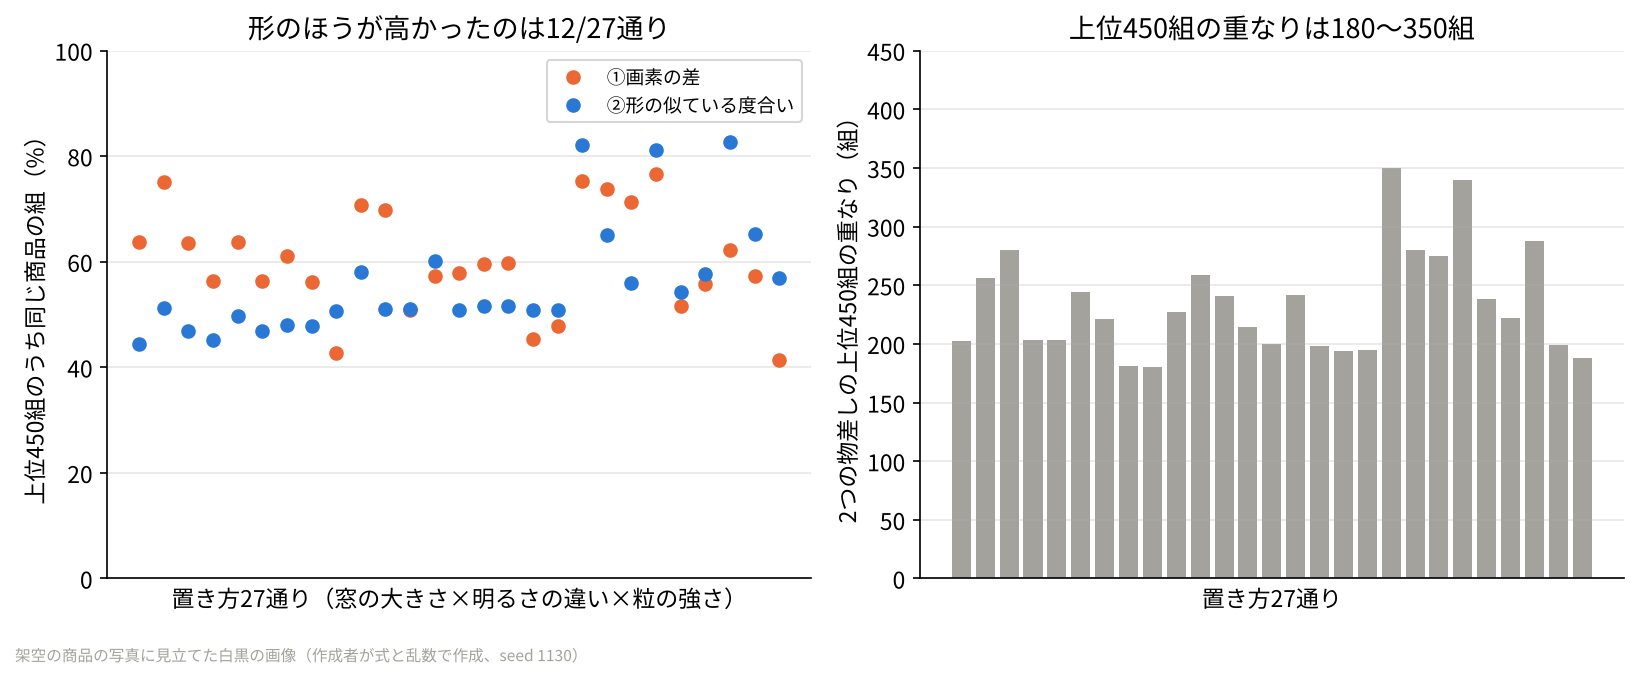 形のほうが高かったのは12/27通り
100
80
60
40
20
0
上位450組のうち同じ商品の組（%）
①画素の差
②形の似ている度合い
置き方27通り（窓の大きさ×明るさの違い×粒の強さ）
上位450組の重なりは180〜350組
450
400
350
300
250
200
150
100
50
0
2つの物差しの上位450組の重なり（組）
置き方27通り
架空の商品の写真に見立てた白黒の画像（作成者が式と乱数で作成、seed 1130）